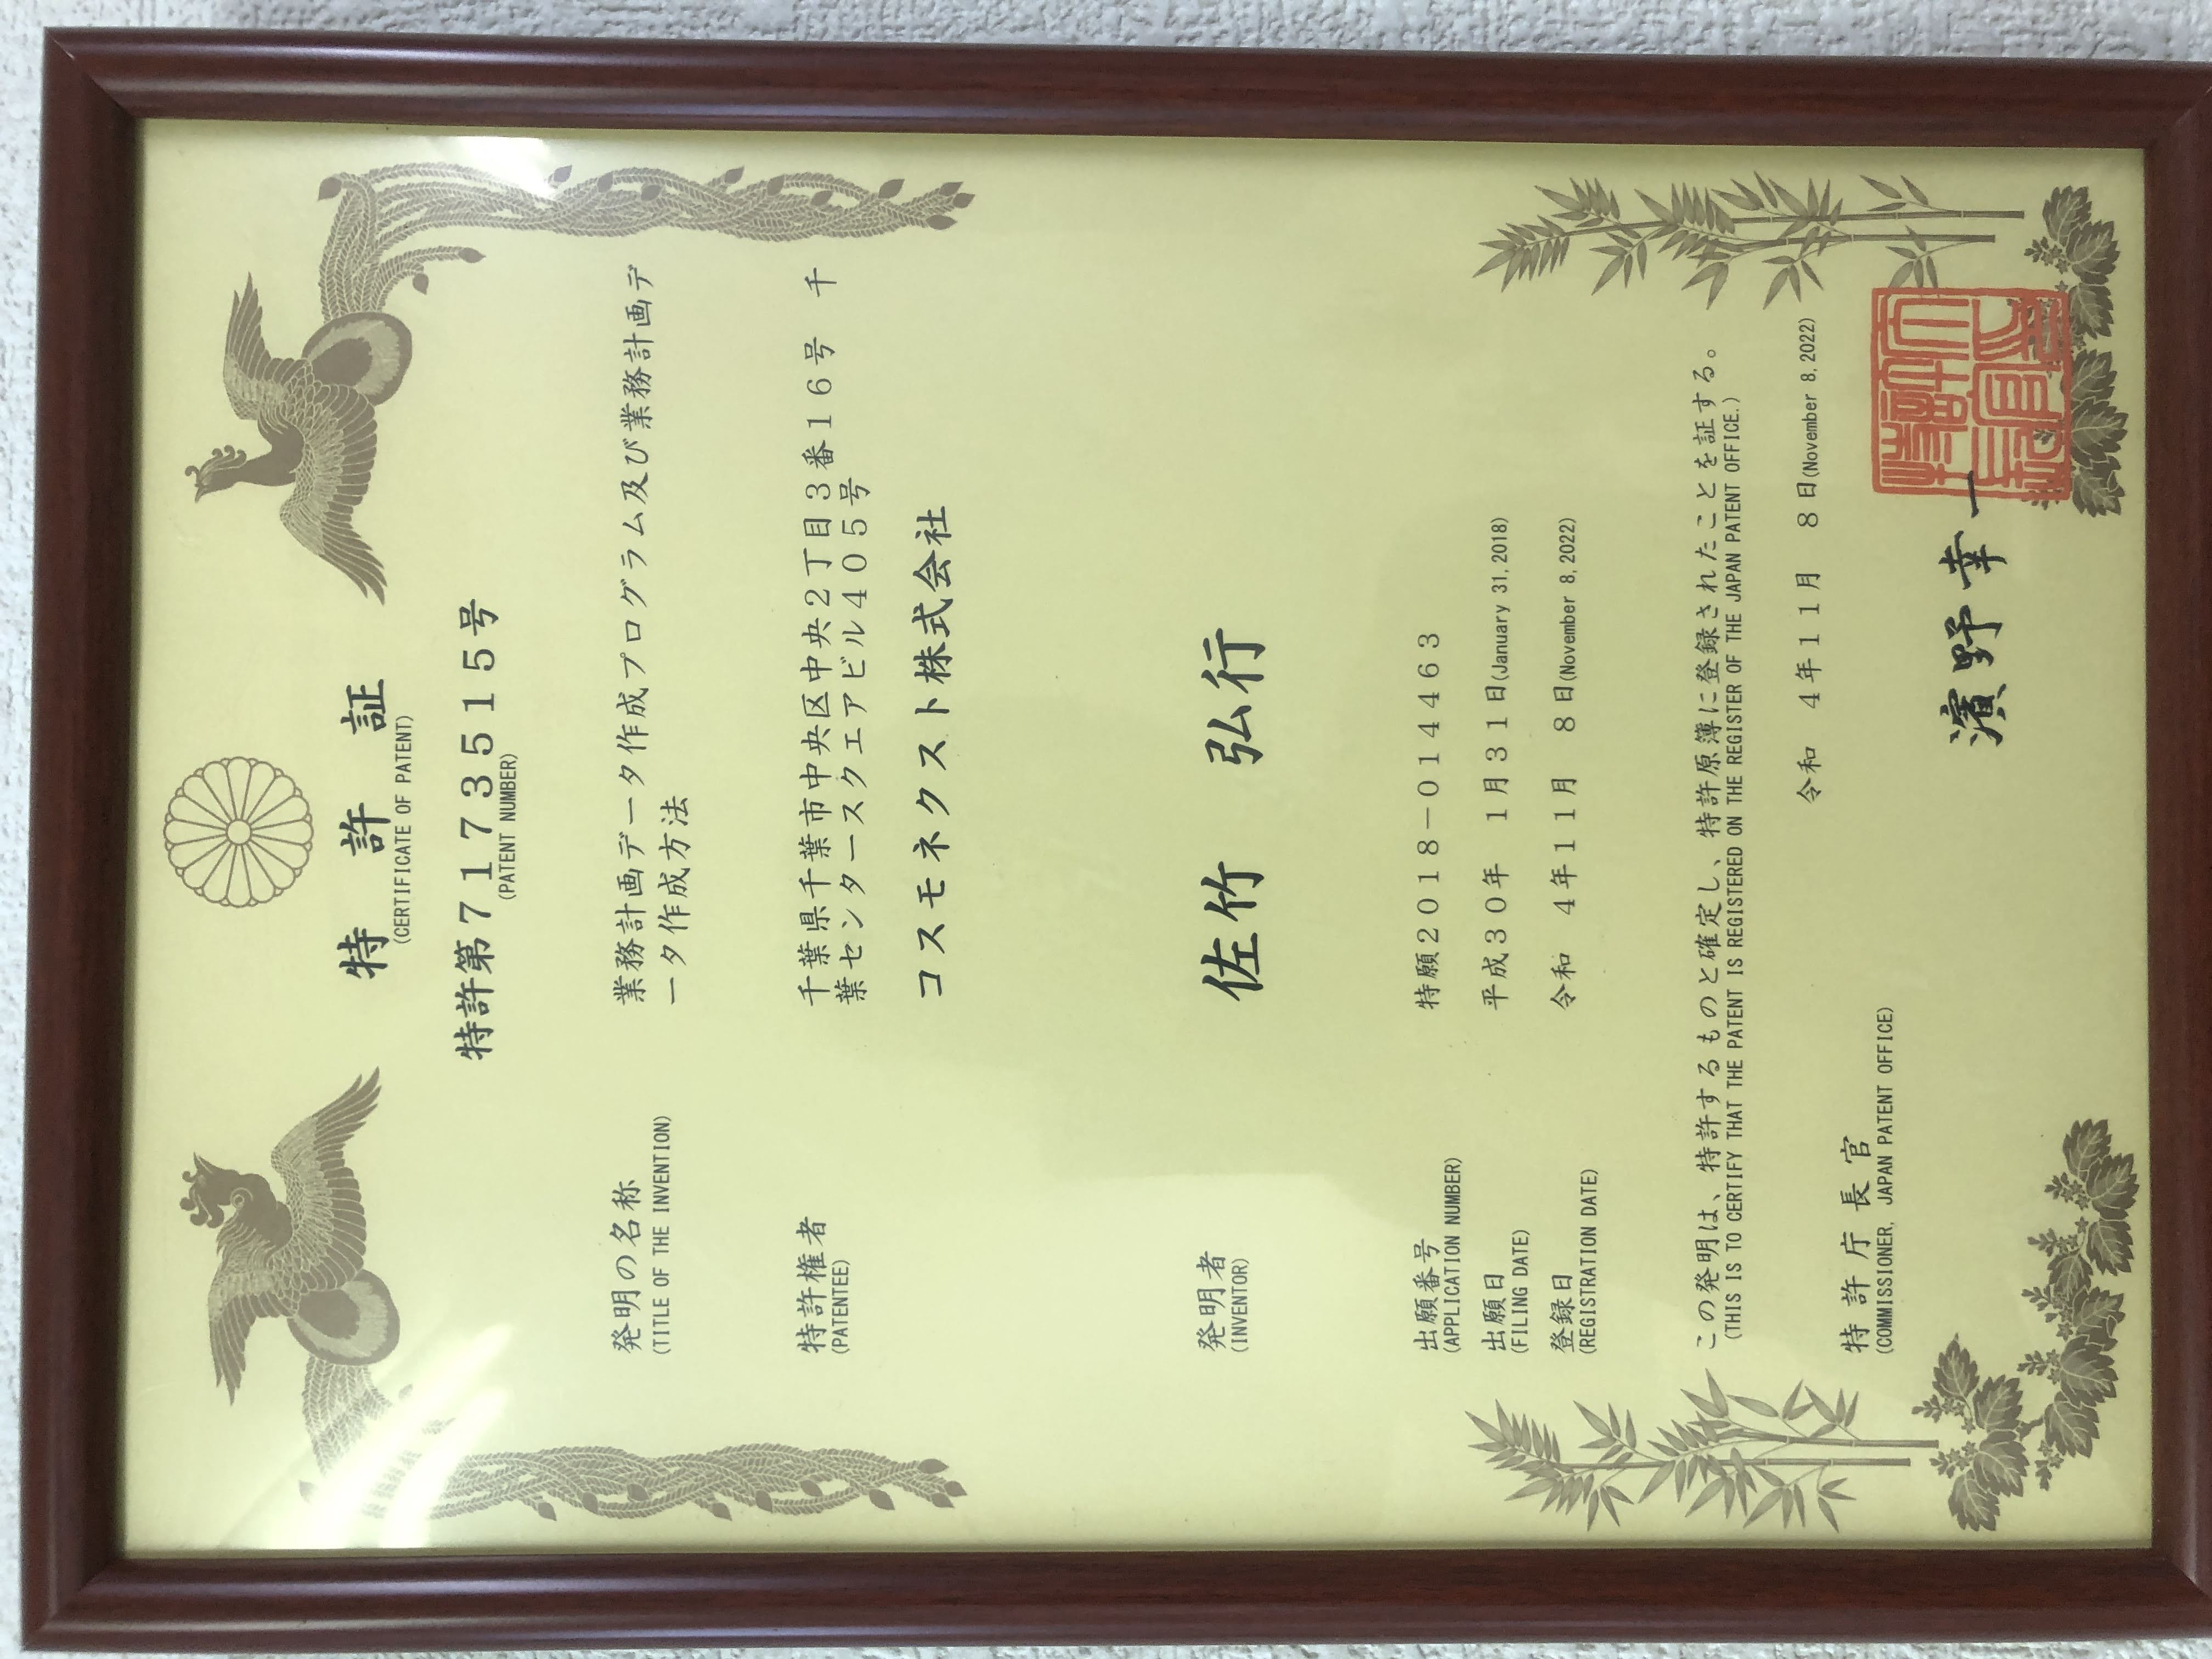 特 許 証
(CERTIFICATE OF PATENT)
特許第7173515号
(PATENT NUMBER)
発明の名称
(TITLE OF THE INVENTION)
業務計画データ作成プログラム及び業務計画デ
ータ作成方法
特許権者
(PATENTEE)
千葉県千葉市中央区中央2丁目3番16号 千
葉センタースクエアビル405号
コスモネクスト株式会社
発明者
(INVENTOR)
佐竹 弘行
出願番号
(APPLICATION NUMBER)
特願2018-014463
出願日
(FILING DATE)
平成30年 1月31日(January 31,2018)
登録日
(REGISTRATION DATE)
令和 4年11月 8日(November 8,2022)
この発明は、特許するものと確定し、特許原簿に登録されたことを証する。
(THIS IS TO CERTIFY THAT THE PATENT IS REGISTERED ON THE REGISTER OF THE JAPAN PATENT OFFICE.)
令和 4年11月 8日(November 8,2022)
特 許 庁 長 官
(COMMISSIONER, JAPAN PATENT OFFICE)
濱野幸一